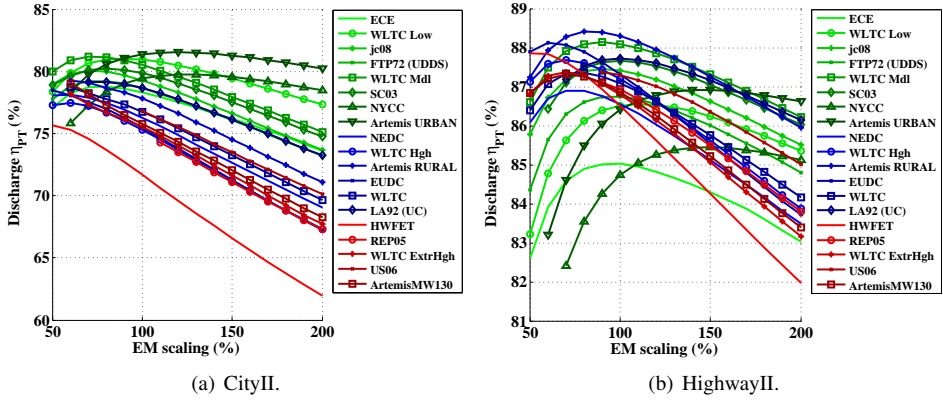 85
80
75
70
65
60
50
100
150
200
Discharge ηPT (%)
EM scaling (%)
ECE
WLTC Low
jc08
FTP72 (UDDS)
WLTC Mdl
SC03
NYCC
Artemis URBAN
NEDC
WLTC Hgh
Artemis RURAL
EUDC
WLTC
LA92 (UC)
HWFET
REP05
WLTC ExtrHgh
US06
ArtemisMW130
(a) CityII.
89
88
87
86
85
84
83
82
81
50
100
150
200
Discharge ηPT (%)
EM scaling (%)
ECE
WLTC Low
jc08
FTP72 (UDDS)
WLTC Mdl
SC03
NYCC
Artemis URBAN
NEDC
WLTC Hgh
Artemis RURAL
EUDC
WLTC
LA92 (UC)
HWFET
REP05
WLTC ExtrHgh
US06
ArtemisMW130
(b) HighwayII.